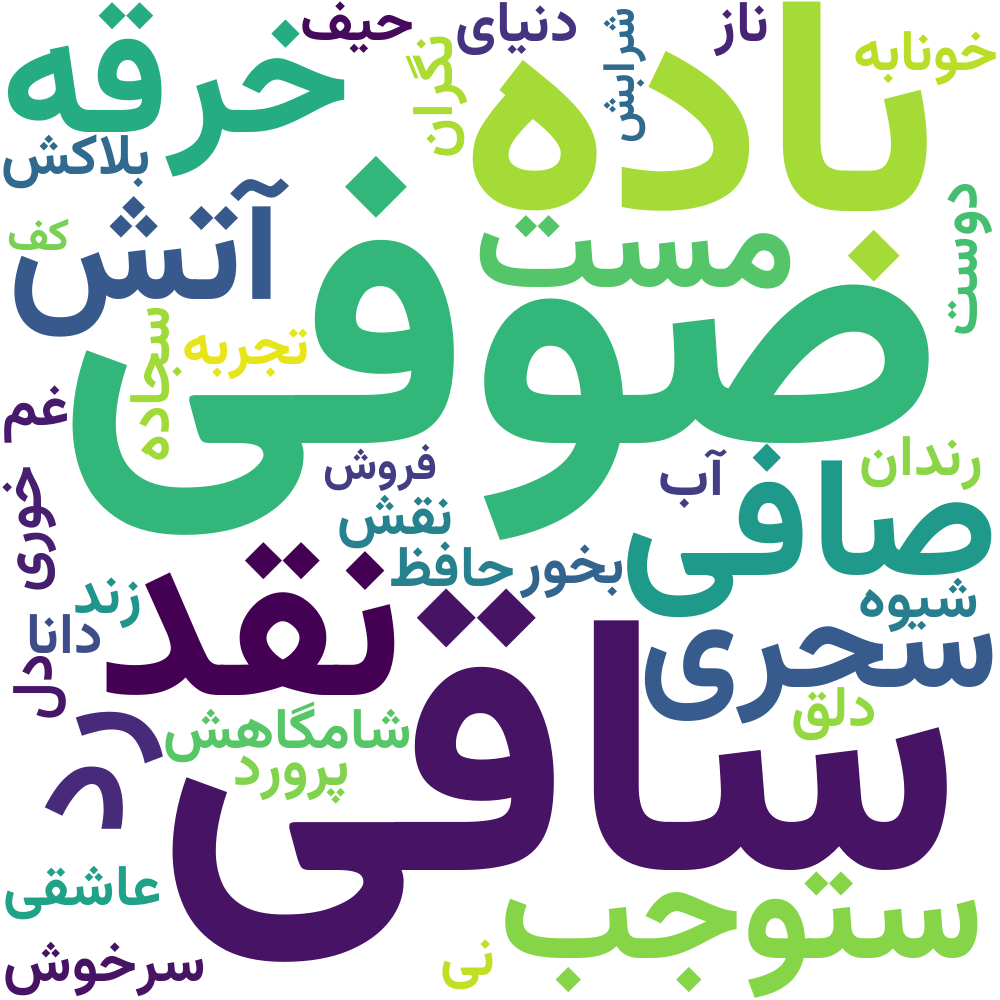 حیف
دنیای
ناز
خرقه
باده
شرابش
نگران
خونابه
بلاکش
آتش
کف
مست
دوست
صوفی
سجاده
تجربه
غم
رندان
آب
فروش
صافی
نقش
خوری
نقد
حافظ
بخور
شیوه
زند
دانا
سحری
دل
دلق
ساقی
شامگاهش
پرورد
رد
ستوجب
عاشقی
سرخوش
نی